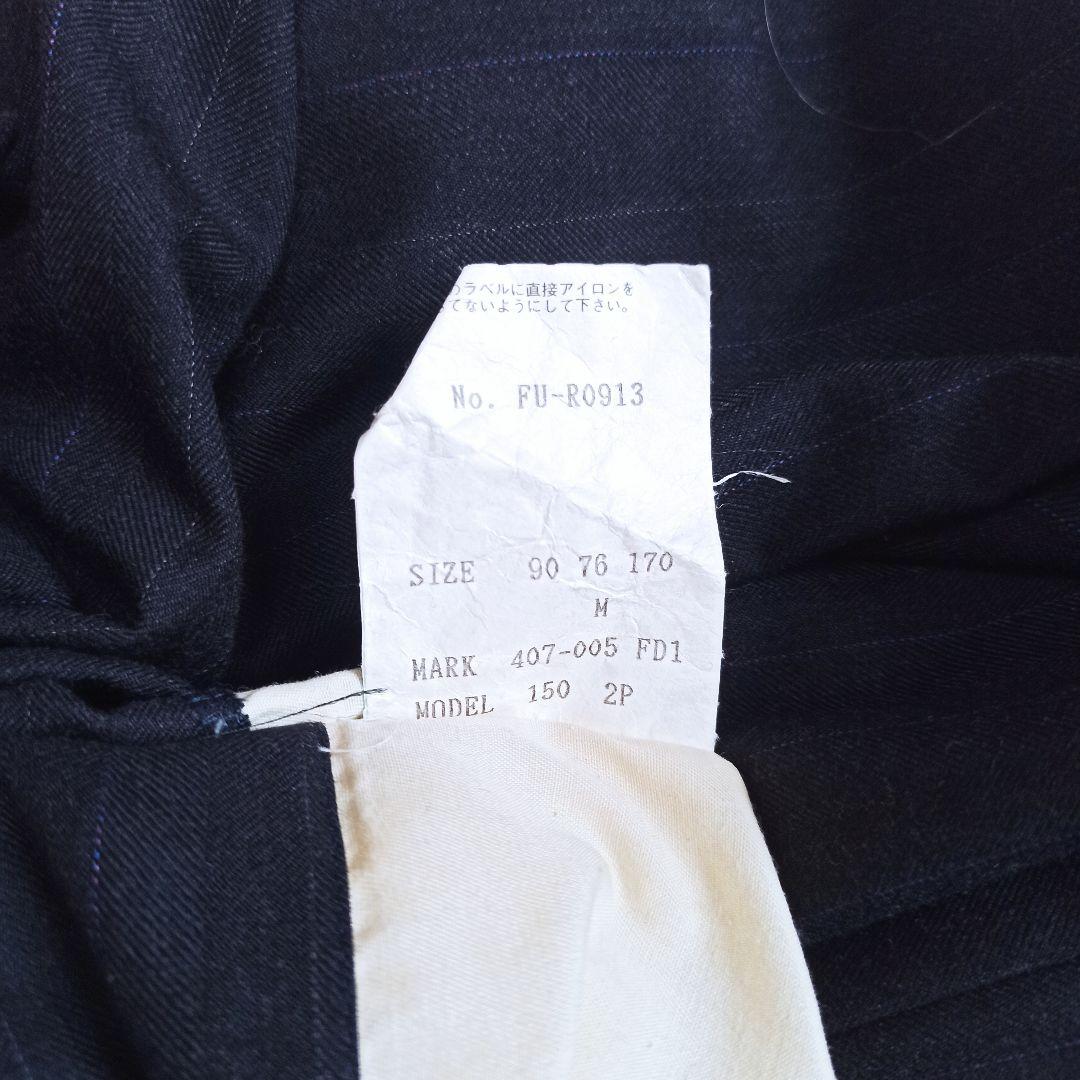 ラベルに直接アイロンを
てないようにして下さい。
No. FU-R0913
SIZE 90 76 170
M
MARK 407-005 FD1
MODEL 150 2P